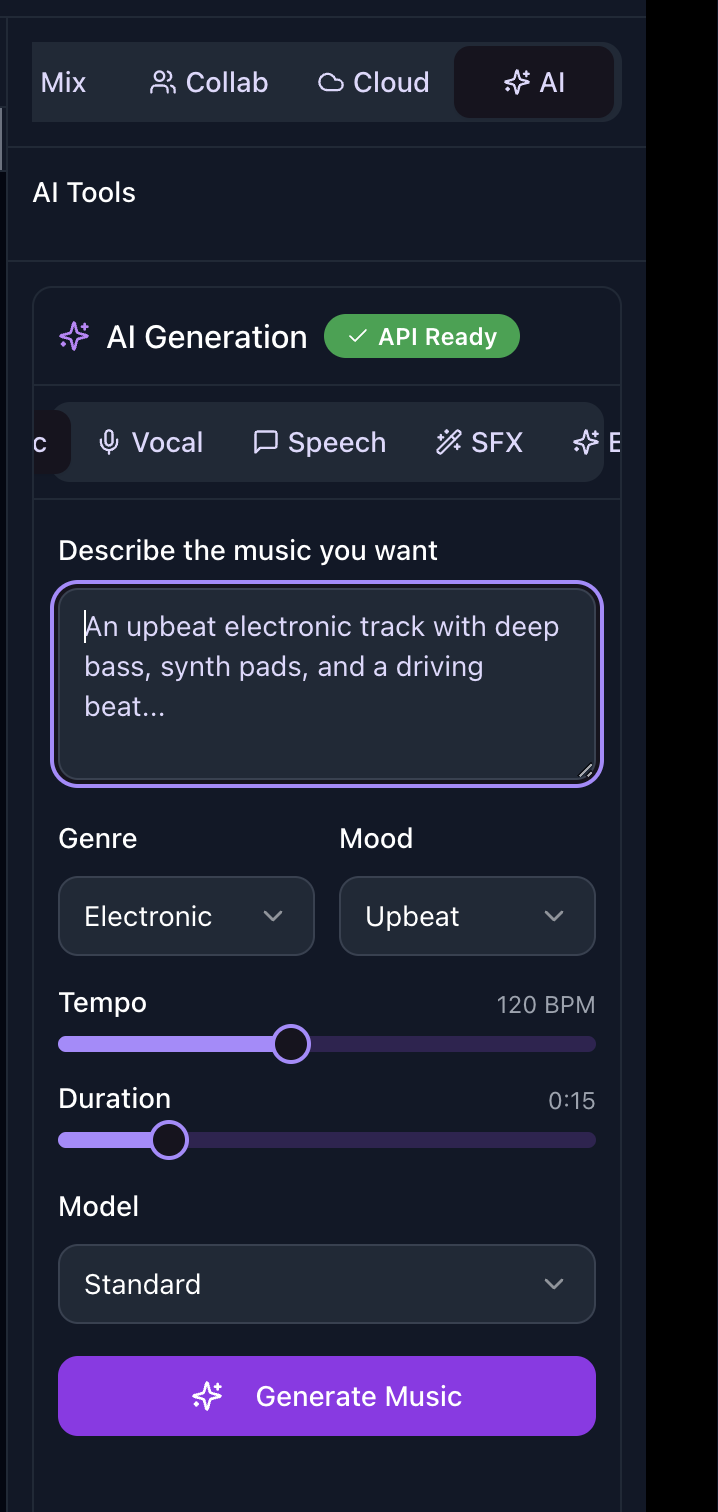 Mix Collab Cloud AI
AI Tools
AI Generation API Ready
c Vocal Speech SFX E
Describe the music you want
An upbeat electronic track with deep
bass, synth pads, and a driving
beat...
Genre Mood
Electronic Upbeat
Tempo 120 BPM
Duration 0:15
Model
Standard
Generate Music